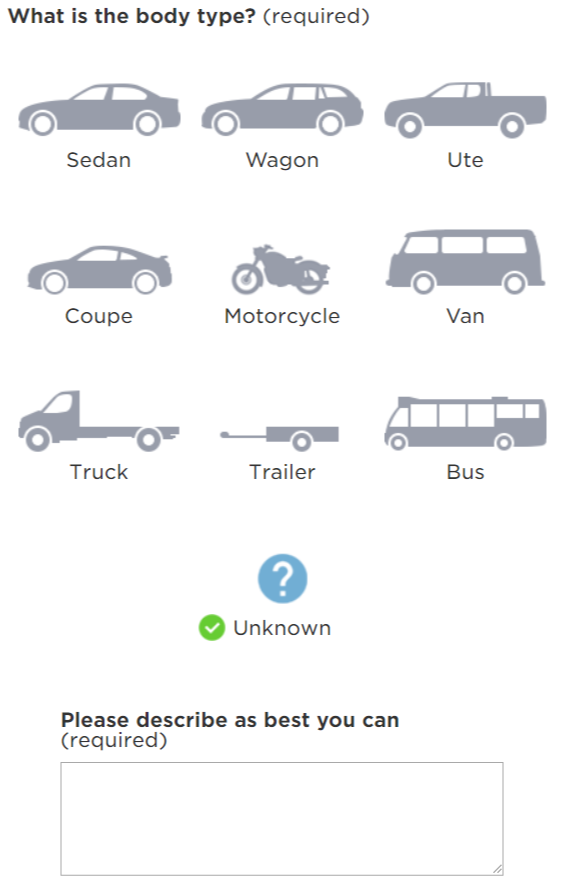 What is the body type? (required)
Sedan Wagon Ute
Coupe Motorcycle Van
Truck Trailer Bus
?
Unknown
Please describe as best you can
(required)